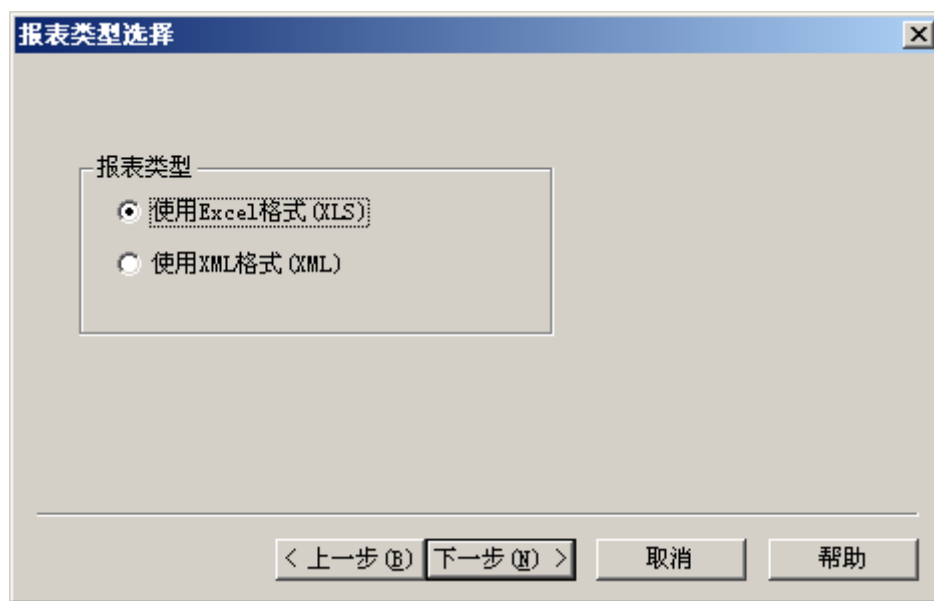 报表类型选择
报表类型
使用Excel格式(XLS)
使用XML格式(XML)
< 上一步(B) 下一步(N) > 取消 帮助